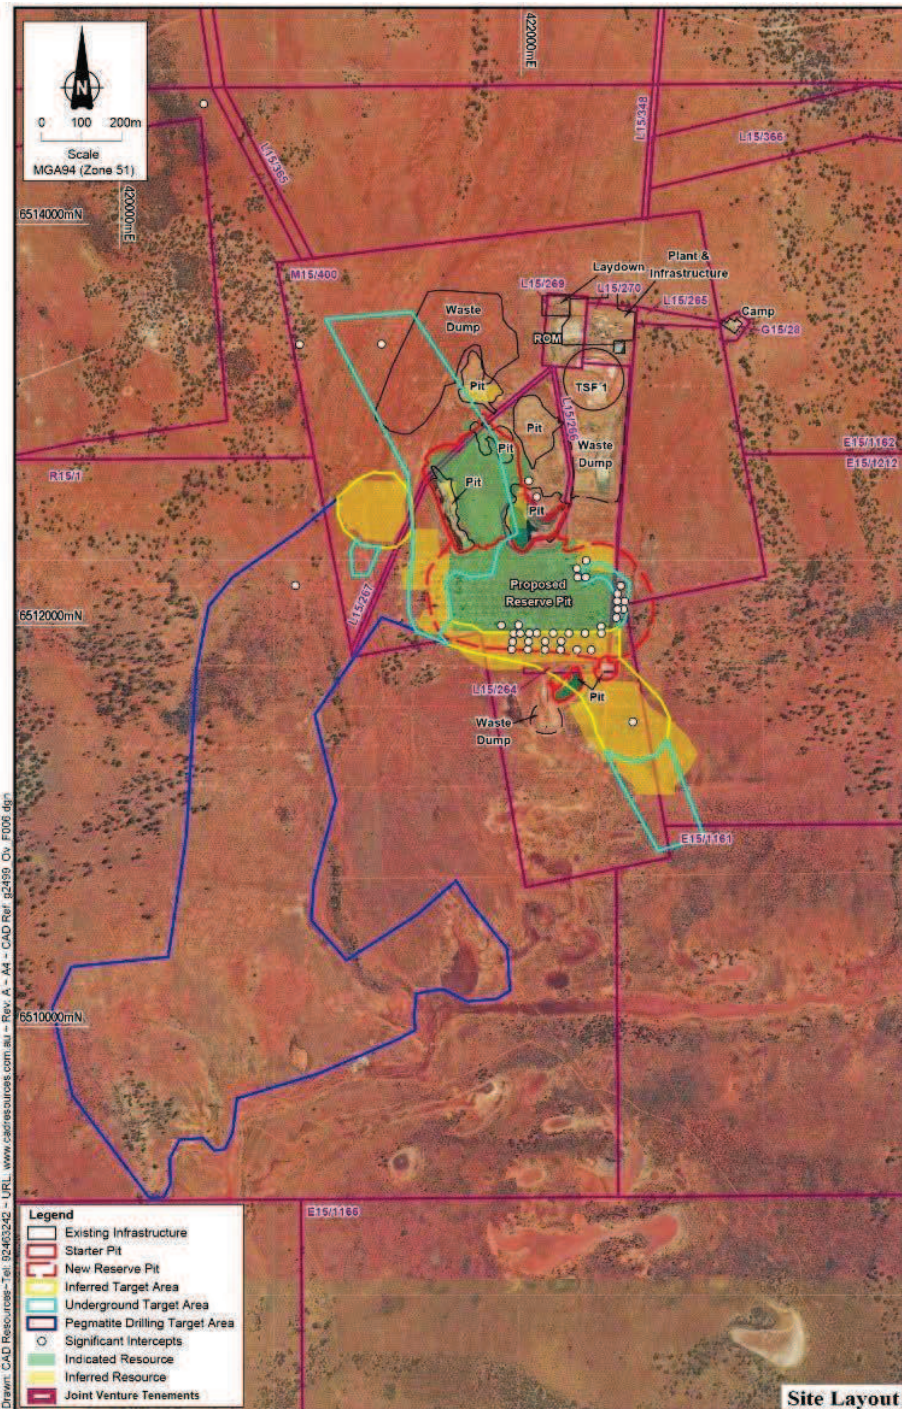 422000mE
N
0 100 200m
Scale
MGA94 (Zone 51)
420000mE
L15/365
L15/348
L15/366
6514000mN
M15/400
Plant &
Infrastructure
Laydown
L15/269
L15/270
L15/265
Camp
G15/28
Waste
Dump
ROM
Pit
TSF 1
L15/266
Pit
Pit
Waste
Dump
E15/1162
E15/1212
R15/1
Pit
Pit
Proposed
Reserve Pit
L15/267
6512000mN
L15/264
Pit
Waste
Dump
E15/1161
6510000mN
E15/1166
Legend
Existing Infrastructure
Starter Pit
New Reserve Pit
Inferred Target Area
Underground Target Area
Pegmatite Drilling Target Area
Significant Intercepts
Indicated Resource
Inferred Resource
Joint Venture Tenements
Site Layout
Drawn: CAD Resources - Tel: 92463242 - URL: www.cadresources.com.au - Rev: A - A4 - CAD Ref: g2499_Ov_F006.dgn